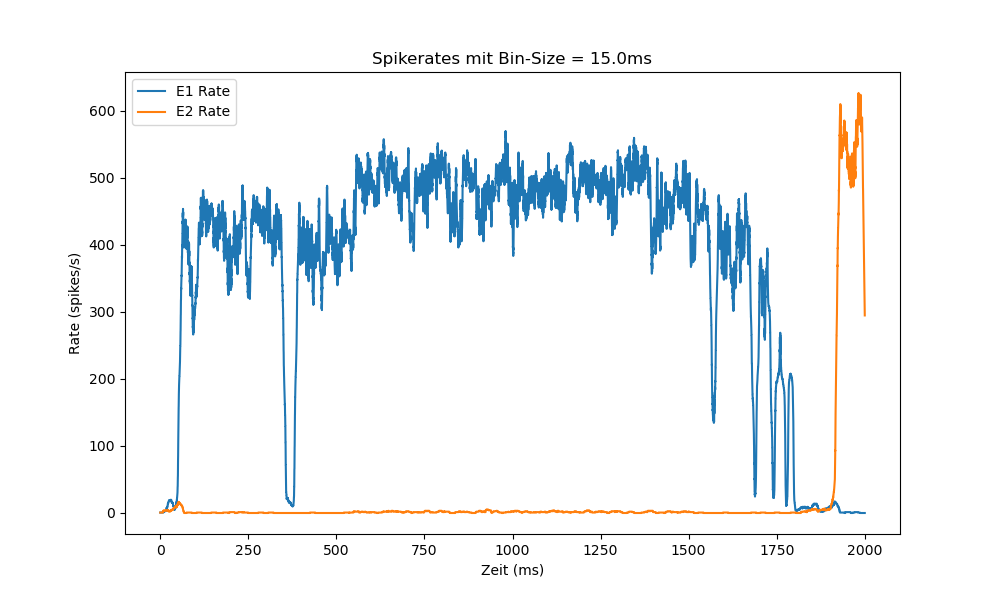 Spikerates mit Bin-Size = 15.0ms
E1 Rate
E2 Rate
Rate (spikes/s)
600
500
400
300
200
100
0
0 250 500 750 1000 1250 1500 1750 2000
Zeit (ms)